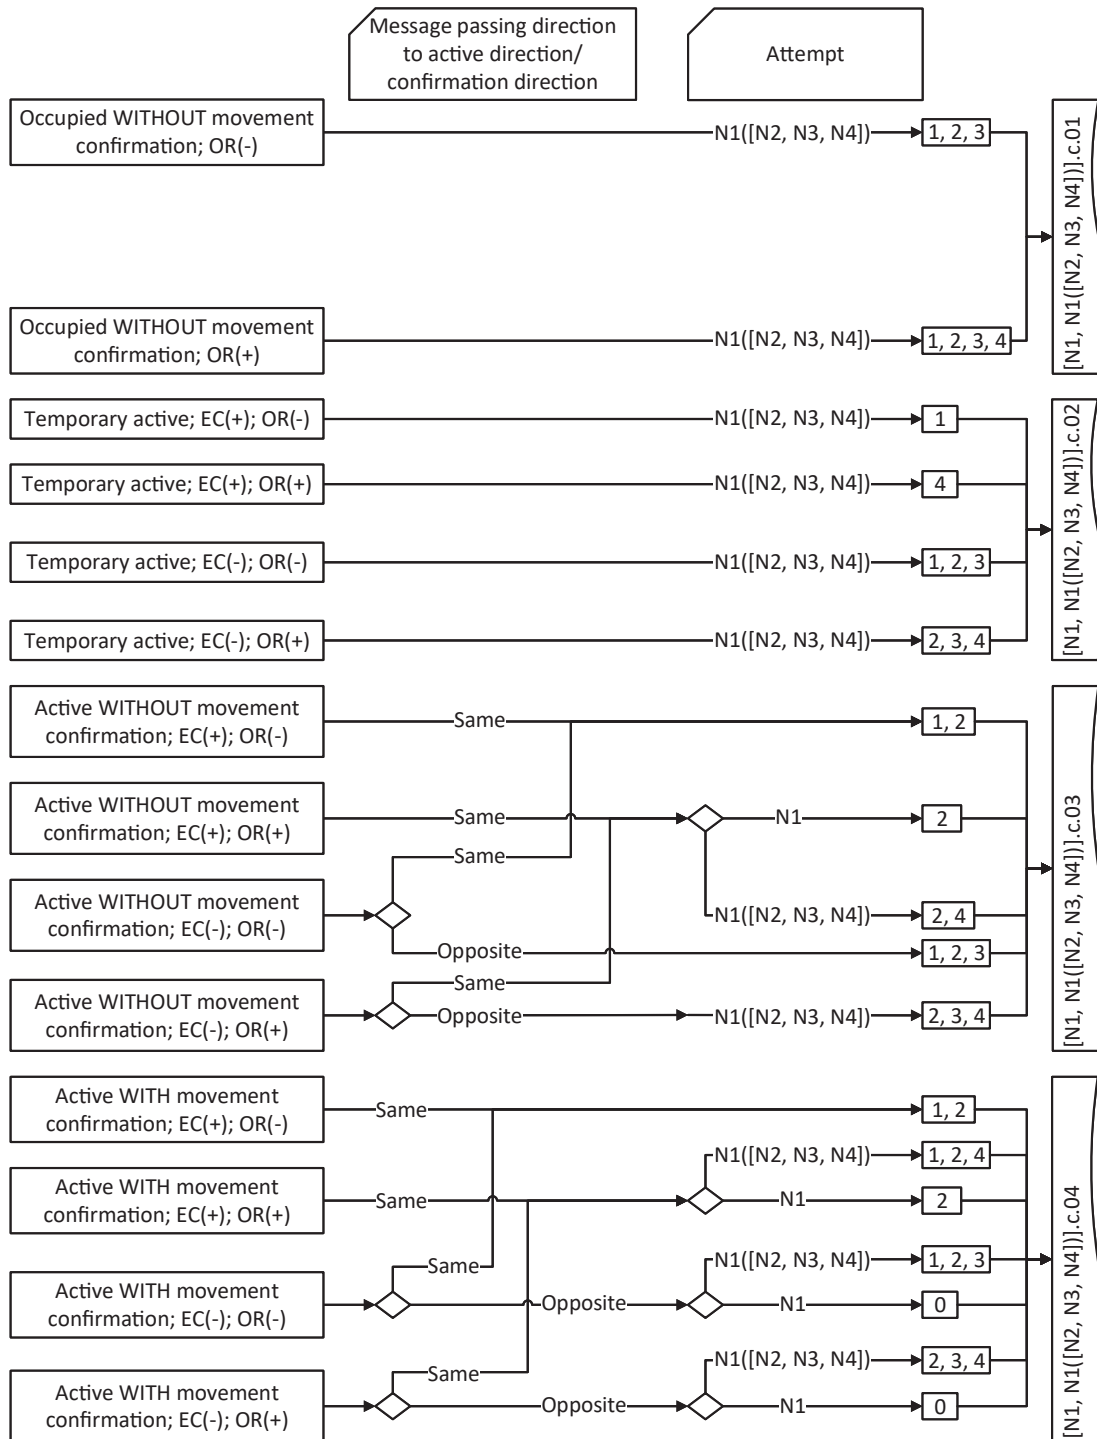 Message passing direction
to active direction/
confirmation direction
Attempt
Occupied WITHOUT movement
confirmation; OR(-)
N1([N2, N3, N4])
1, 2, 3
Occupied WITHOUT movement
confirmation; OR(+)
N1([N2, N3, N4])
1, 2, 3, 4
[N1, N1([N2, N3, N4])].c.01
Temporary active; EC(+); OR(-)
N1([N2, N3, N4])
1
Temporary active; EC(+); OR(+)
N1([N2, N3, N4])
4
Temporary active; EC(-); OR(-)
N1([N2, N3, N4])
1, 2, 3
Temporary active; EC(-); OR(+)
N1([N2, N3, N4])
2, 3, 4
[N1, N1([N2, N3, N4])].c.02
Active WITHOUT movement
confirmation; EC(+); OR(-)
Same
1, 2
Active WITHOUT movement
confirmation; EC(+); OR(+)
Same
N1
2
Same
Active WITHOUT movement
confirmation; EC(-); OR(-)
N1([N2, N3, N4])
2, 4
Opposite
1, 2, 3
Same
Active WITHOUT movement
confirmation; EC(-); OR(+)
Opposite
N1([N2, N3, N4])
2, 3, 4
[N1, N1([N2, N3, N4])].c.03
Active WITH movement
confirmation; EC(+); OR(-)
Same
1, 2
N1([N2, N3, N4])
1, 2, 4
Active WITH movement
confirmation; EC(+); OR(+)
Same
N1
2
Same
N1([N2, N3, N4])
1, 2, 3
Active WITH movement
confirmation; EC(-); OR(-)
Opposite
N1
0
Same
N1([N2, N3, N4])
2, 3, 4
Active WITH movement
confirmation; EC(-); OR(+)
Opposite
N1
0
[N1, N1([N2, N3, N4])].c.04